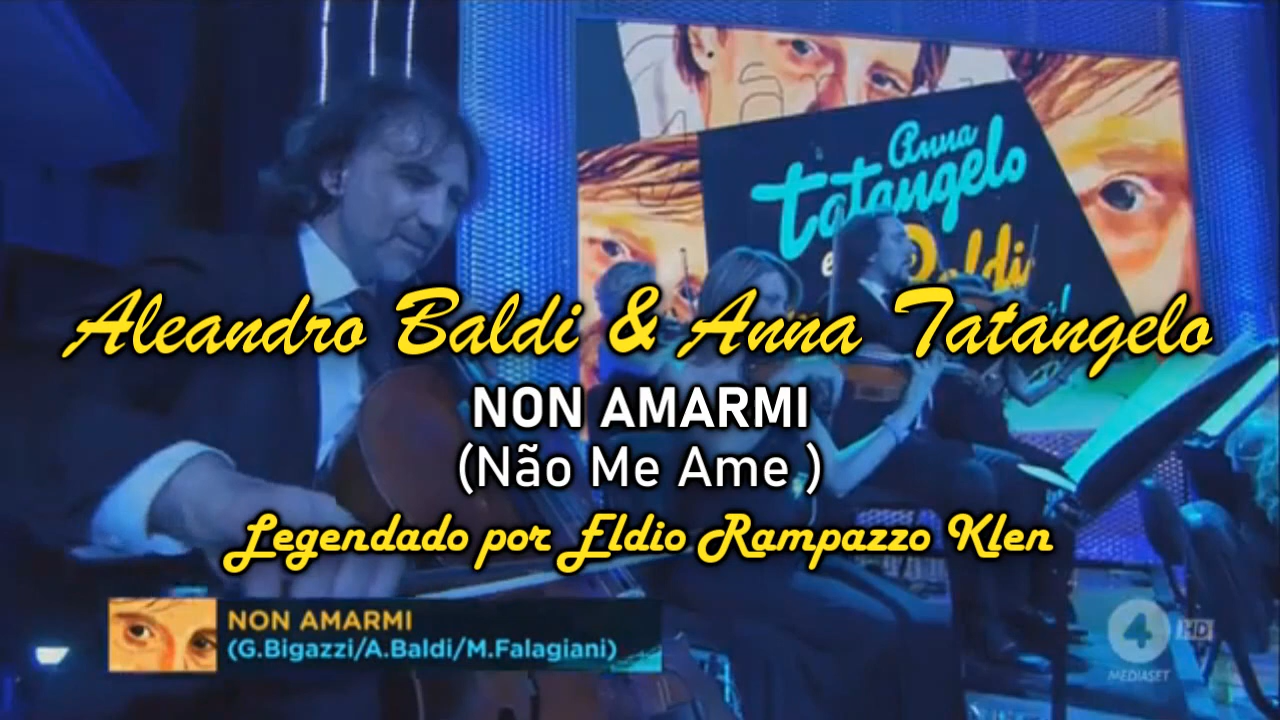 Anna
Tatangelo
e Baldi
Aleandro Baldi & Anna Tatangelo
NON AMARMI
(Não Me Ame )
Legendado por Eldio Rampazzo Klen
NON AMARMI
(G.Bigazzi/A.Baldi/M.Falagiani)
4
HD
MEDIASET